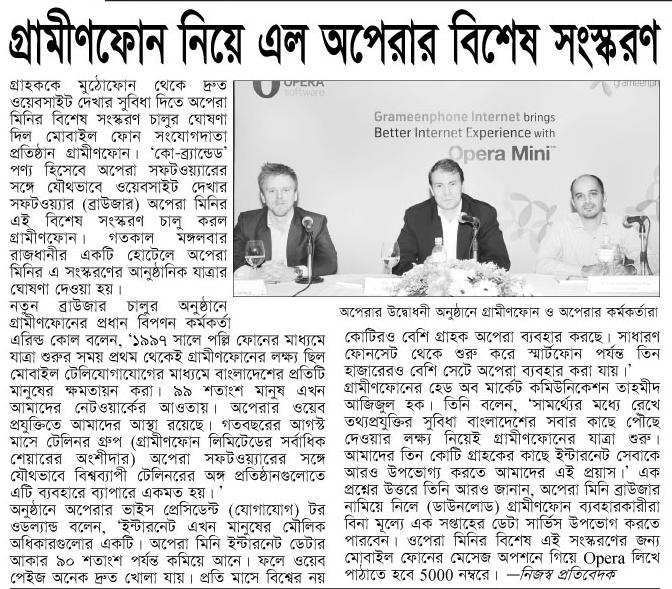 গ্রামীণফোন নিয়ে এল অপেরার বিশেষ সংস্করণ
গ্রাহককে মুঠোফোন থেকে দ্রুত
ওয়েবসাইট দেখার সুবিধা দিতে অপেরা
মিনির বিশেষ সংস্করণ চালুর ঘোষণা
দিল মোবাইল ফোন সংযোগদাতা
প্রতিষ্ঠান গ্রামীণফোন। ‘কো-ব্র্যান্ডেড’
পণ্য হিসেবে অপেরা সফটওয়্যারের
সঙ্গে যৌথভাবে ওয়েবসাইট দেখার
সফটওয়্যার (ব্রাউজার) অপেরা মিনির
এই বিশেষ সংস্করণ চালু করল
গ্রামীণফোন। গতকাল মঙ্গলবার
রাজধানীর একটি হোটেলে অপেরা
মিনির এ সংস্করণের আনুষ্ঠানিক যাত্রার
ঘোষণা দেওয়া হয়।
নতুন ব্রাউজার চালুর অনুষ্ঠানে
গ্রামীণফোনের প্রধান বিপণন কর্মকর্তা
এরিল্ড কোল বলেন, ‘১৯৯৭ সালে পল্লি ফোনের মাধ্যমে
যাত্রা শুরুর সময় প্রথম থেকেই গ্রামীণফোনের লক্ষ্য ছিল
মোবাইল টেলিযোগাযোগের মাধ্যমে বাংলাদেশের প্রতিটি
মানুষের ক্ষমতায়ন করা। ৯৯ শতাংশ মানুষ এখন
আমাদের নেটওয়ার্কের আওতায়। অপেরার ওয়েব
প্রযুক্তিতে আমাদের আস্থা রয়েছে। গতবছরের আগস্ট
মাসে টেলিনর গ্রুপ (গ্রামীণফোন লিমিটেডের সর্বাধিক
শেয়ারের অংশীদার) অপেরা সফটওয়্যারের সঙ্গে
যৌথভাবে বিশ্বব্যাপী টেলিনরের অঙ্গ প্রতিষ্ঠানগুলোতে
এটি ব্যবহারে ব্যাপারে একমত হয়।’
অনুষ্ঠানে অপেরার ভাইস প্রেসিডেন্ট (যোগাযোগ) টর
ওডল্যান্ড বলেন, ‘ইন্টারনেট এখন মানুষের মৌলিক
অধিকারগুলোর একটি। অপেরা মিনি ইন্টারনেট ডেটার
আকার ৯০ শতাংশ পর্যন্ত কমিয়ে আনে। ফলে ওয়েব
পেইজ অনেক দ্রুত খোলা যায়। প্রতি মাসে বিশ্বের নয়
OPERA
software
grameenph
Grameenphone Internet brings
Better Internet Experience with
Opera Mini™
অপেরার উদ্বোধনী অনুষ্ঠানে গ্রামীণফোন ও অপেরার কর্মকর্তারা
কোটিরও বেশি গ্রাহক অপেরা ব্যবহার করছে। সাধারণ
ফোনসেট থেকে শুরু করে স্মার্টফোন পর্যন্ত তিন
হাজারেরও বেশি সেটে অপেরা ব্যবহার করা যায়।’
গ্রামীণফোনের হেড অব মার্কেট কমিউনিকেশন তাহমীদ
আজিজুল হক। তিনি বলেন, ‘সামর্থ্যের মধ্যে রেখে
তথ্যপ্রযুক্তির সুবিধা বাংলাদেশের সবার কাছে পৌছে
দেওয়ার লক্ষ্য নিয়েই গ্রামীণফোনের যাত্রা শুরু।
আমাদের তিন কোটি গ্রাহকের কাছে ইন্টারনেট সেবাকে
আরও উপভোগ্য করতে আমাদের এই প্রয়াস।’ এক
প্রশ্নের উত্তরে তিনি আরও জানান, অপেরা মিনি ব্রাউজার
নামিয়ে নিলে (ডাউনলোড) গ্রামীণফোন ব্যবহারকারীরা
বিনা মূল্যে এক সপ্তাহের ডেটা সার্ভিস উপভোগ করতে
পারবেন। ওপেরা মিনির বিশেষ এই সংস্করণের জন্য
মোবাইল ফোনের মেসেজ অপশনে গিয়ে Opera লিখে
পাঠাতে হবে 5000 নম্বরে। —নিজস্ব প্রতিবেদক